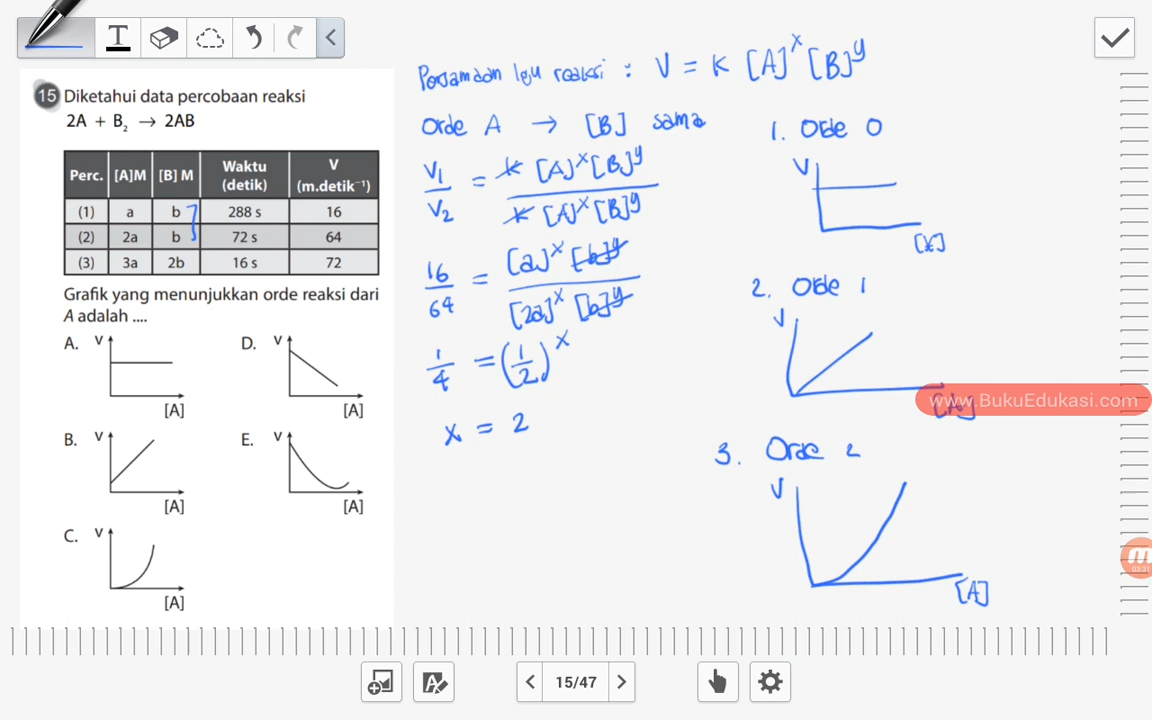 T
15 Diketahui data percobaan reaksi
2A + B₂ → 2AB
Perc. [A]M [B] M Waktu (detik) V (m.detik⁻¹)
(1) a b 288 s 16
(2) 2a b 72 s 64
(3) 3a 2b 16 s 72
Grafik yang menunjukkan orde reaksi dari
A adalah ....
A. V [A]
B. V [A]
C. V [A]
D. V [A]
E. V [A]
Persamaan laju reaksi : V = K [A]^x [B]^y
Orde A → [B] sama
V₁/V₂ = k [A]^x [B]^y / k [A]^x [B]^y
16/64 = [a]^x [b]^y / [2a]^x [b]^y
1/4 = (1/2)^x
x = 2
1. Orde 0
V
2. Orde 1
V
[A]
www.BukuEdukasi.com
3. Orde 2
V
[A]
15/47
A
m